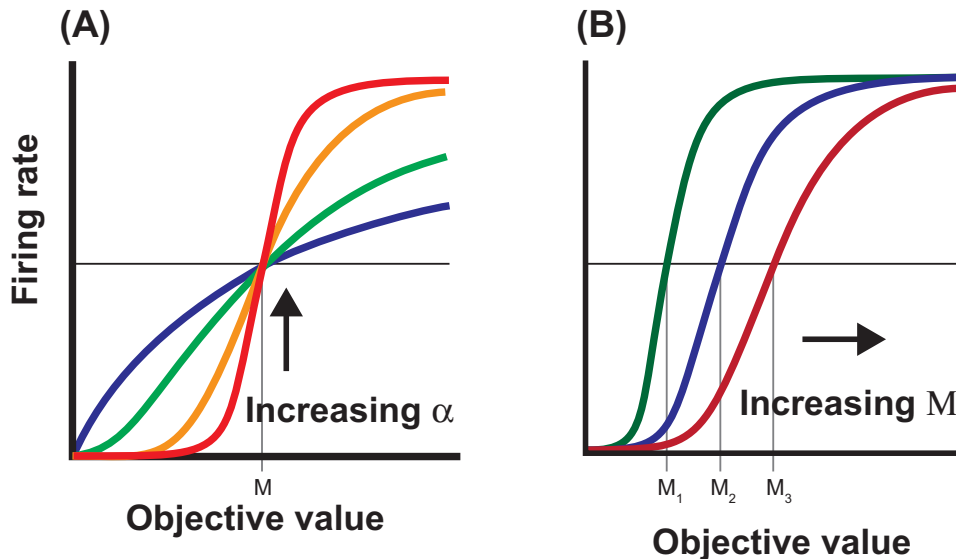 (A)
Firing rate
Increasing α
M
Objective value
(B)
Increasing M
M₁ M₂ M₃
Objective value